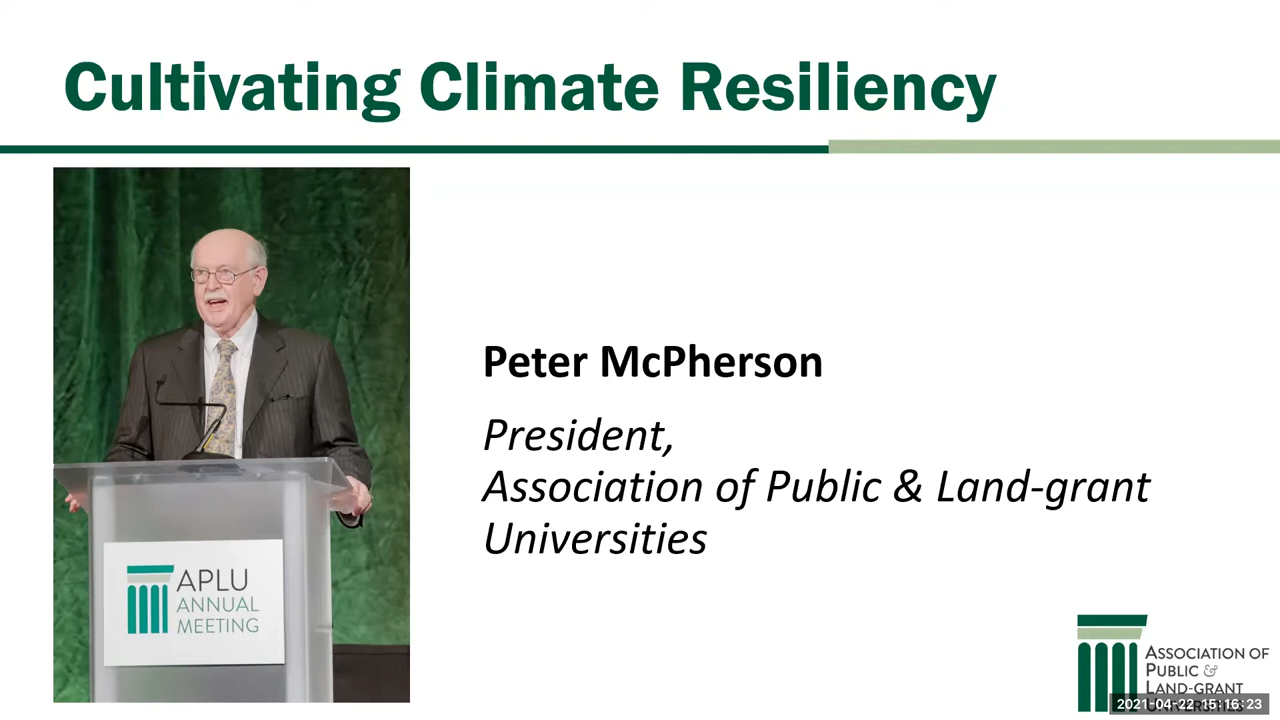 Cultivating Climate Resiliency
Peter McPherson
President,
Association of Public & Land-grant
Universities
APLU
ANNUAL
MEETING
ASSOCIATION OF
PUBLIC &
LAND-GRANT
UNIVERSITIES
2021-04-22 15:16:23